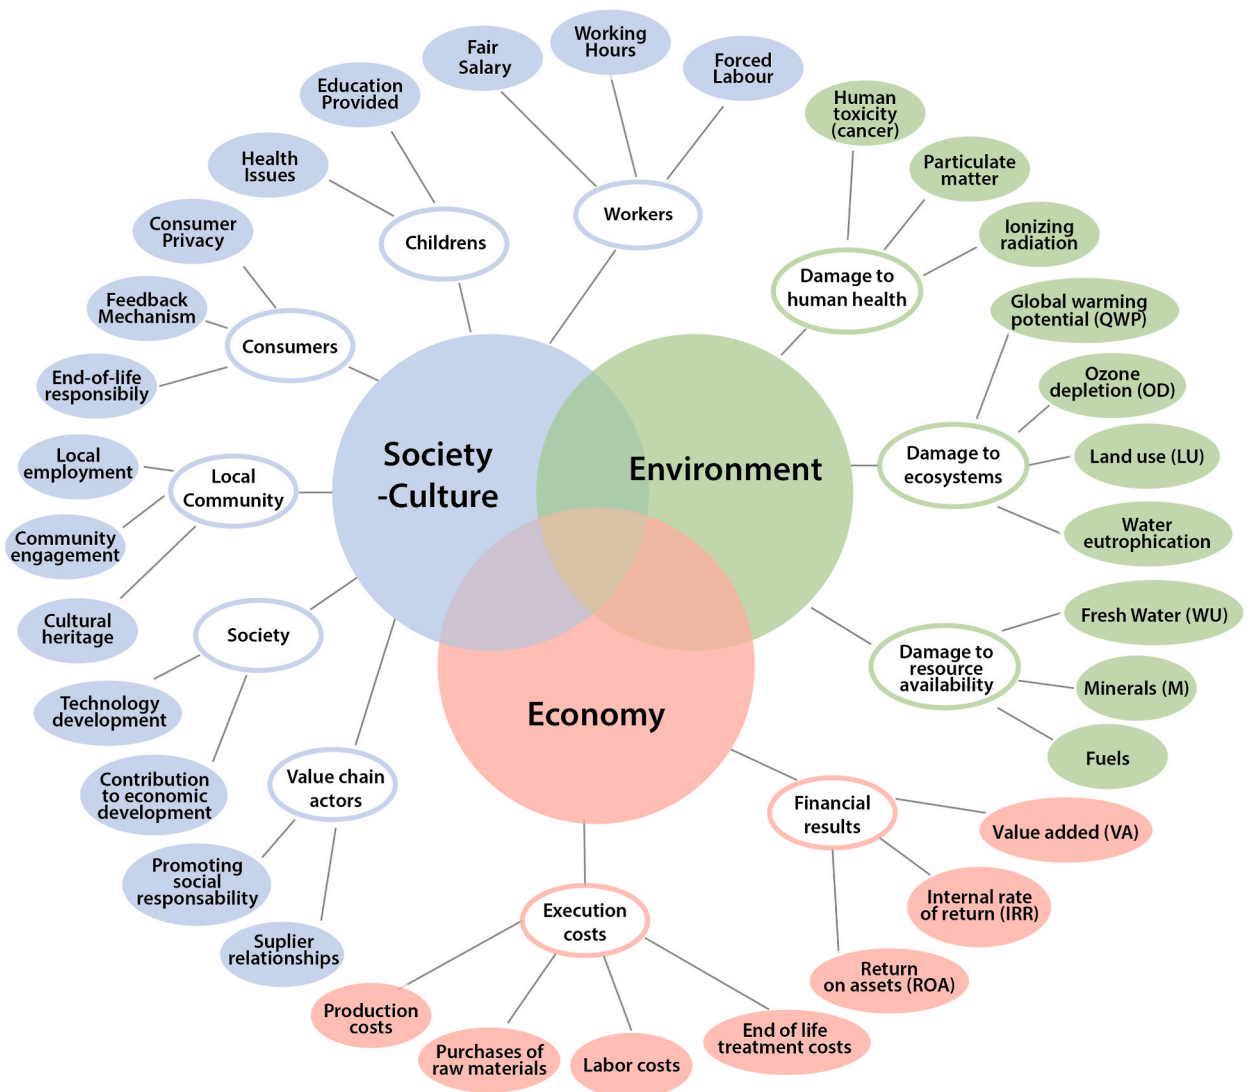 Fair
Salary
Working
Hours
Forced
Labour
Education
Provided
Health
Issues
Workers
Childrens
Consumer
Privacy
Feedback
Mechanism
Consumers
End-of-life
responsibily
Local
employment
Local
Community
Community
engagement
Cultural
heritage
Society
Technology
development
Contribution
to economic
development
Value chain
actors
Promoting
social
responsability
Suplier
relationships
Society
-Culture
Environment
Economy
Human
toxicity
(cancer)
Particulate
matter
Ionizing
radiation
Damage to
human health
Global warming
potential (QWP)
Ozone
depletion (OD)
Damage to
ecosystems
Land use (LU)
Water
eutrophication
Fresh Water (WU)
Damage to
resource
availability
Minerals (M)
Fuels
Financial
results
Value added (VA)
Internal rate
of return (IRR)
Return
on assets (ROA)
Execution
costs
Production
costs
Purchases of
raw materials
Labor costs
End of life
treatment costs